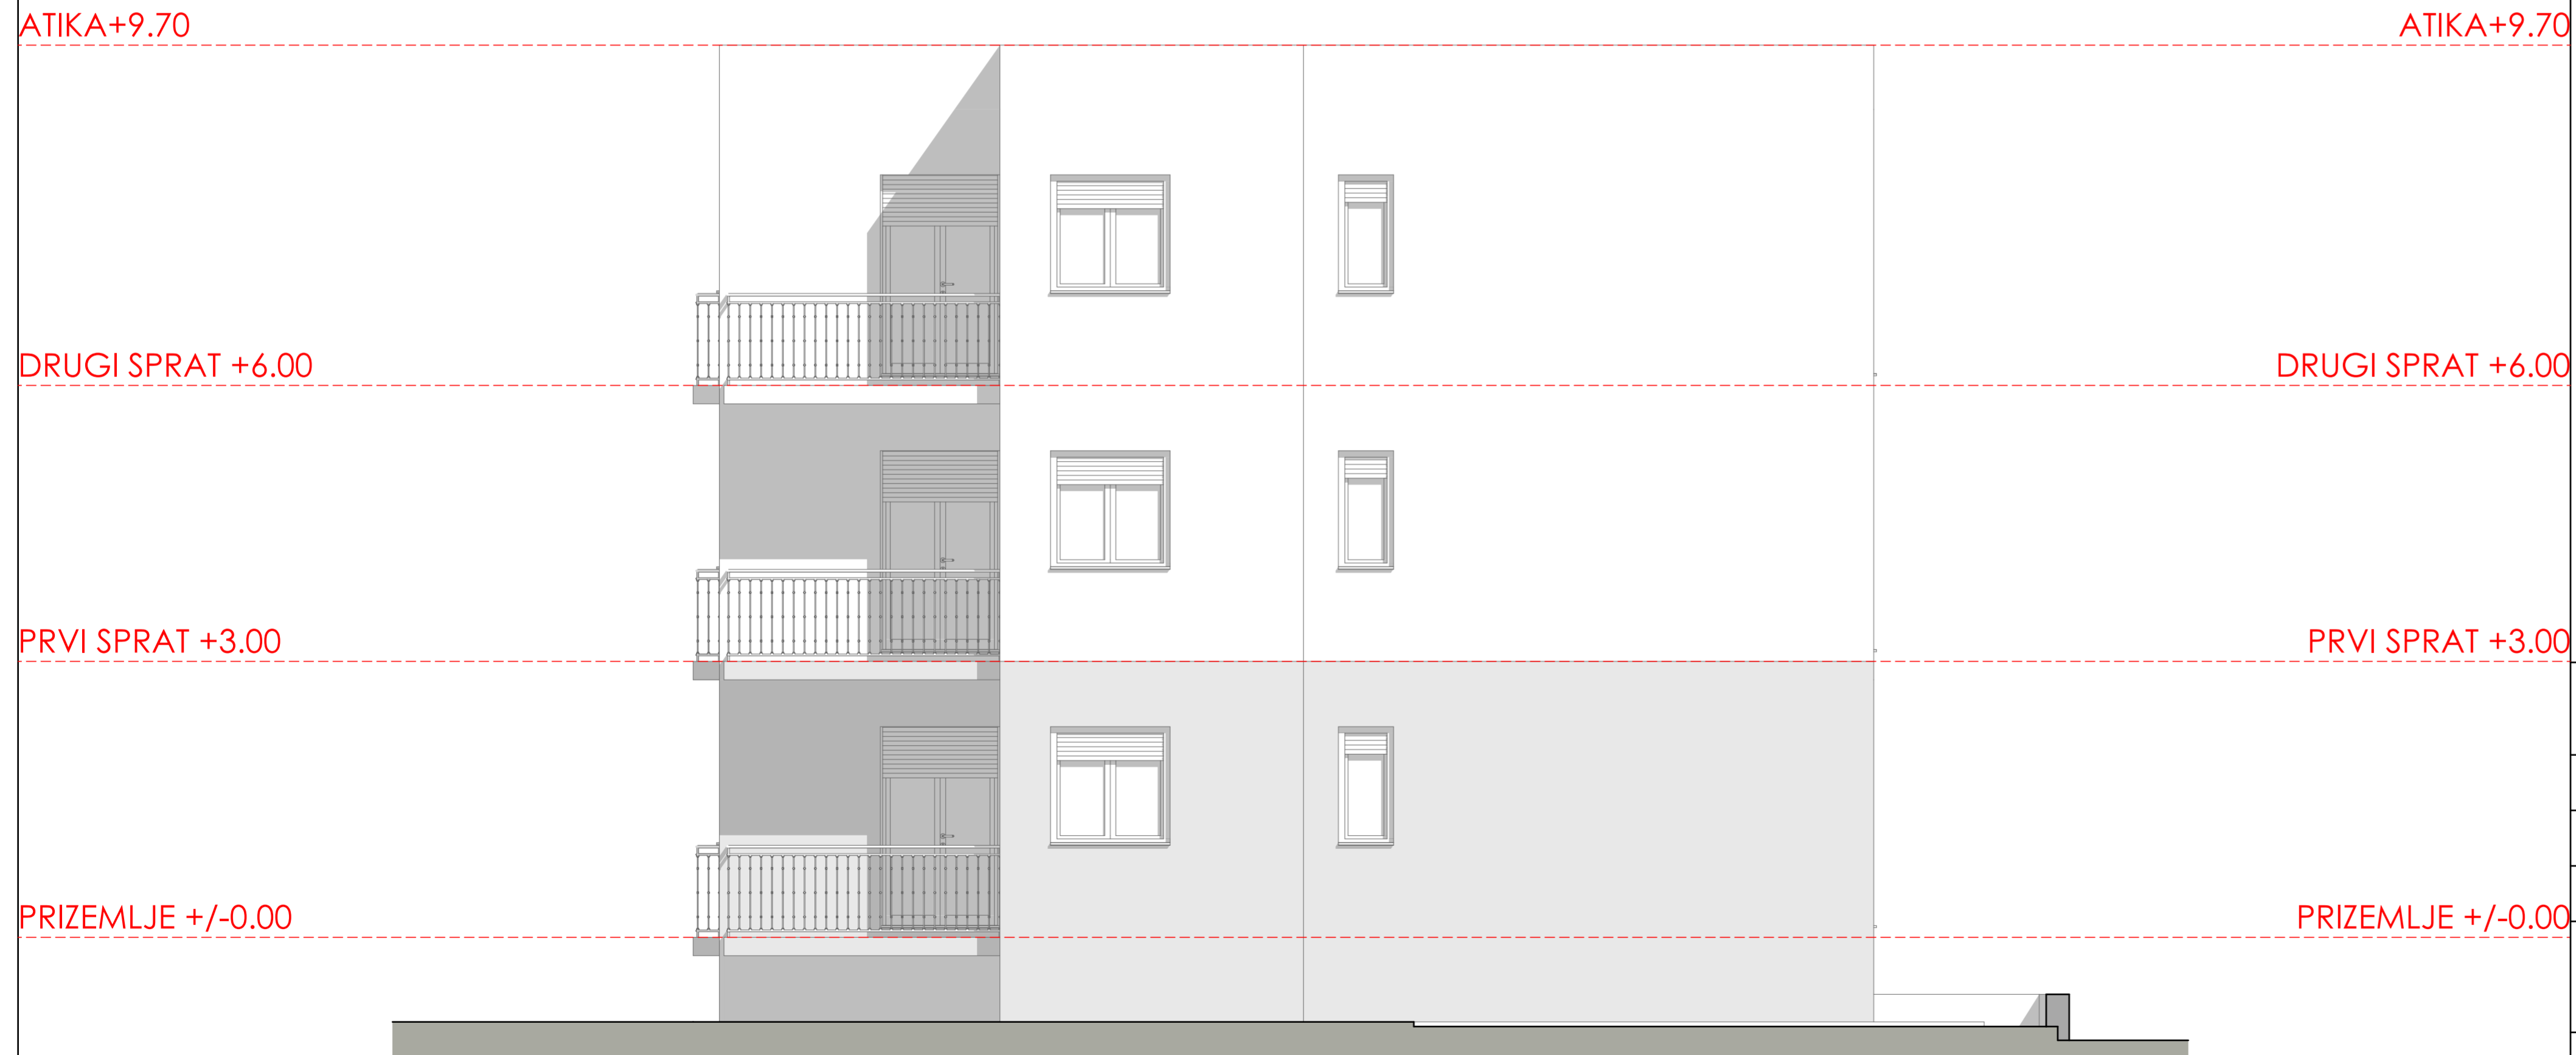 ATIKA+9.70 ATIKA+9.70
DRUGI SPRAT +6.00 DRUGI SPRAT +6.00
PRVI SPRAT +3.00 PRVI SPRAT +3.00
PRIZEMLJE +/-0.00 PRIZEMLJE +/-0.00